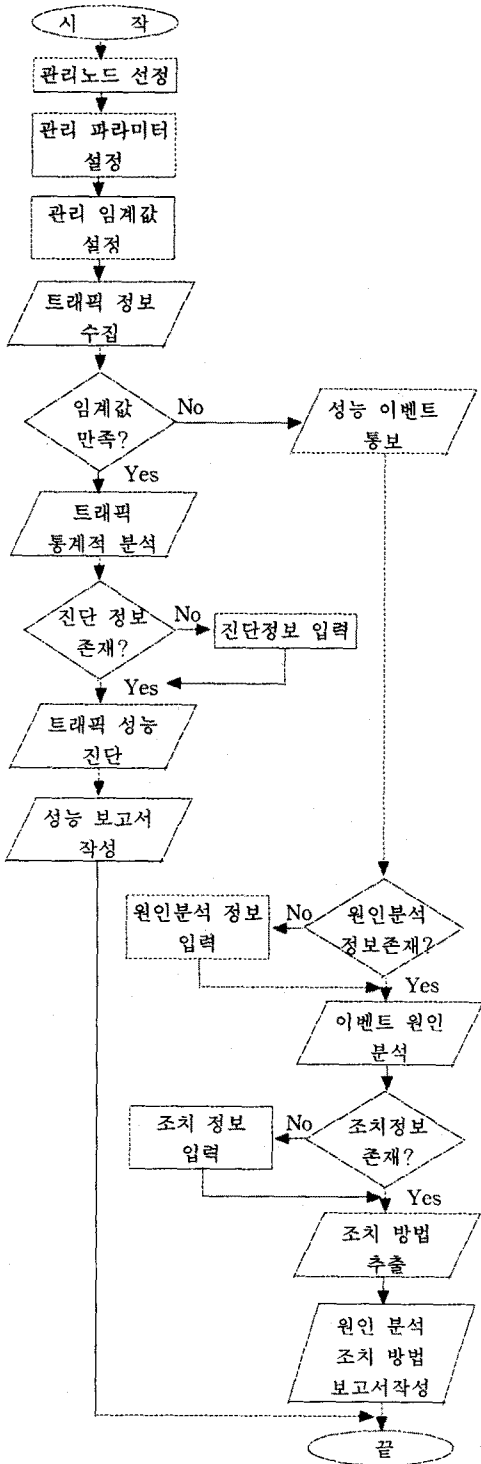 시 작
관리노드 선정
관리 파라미터
설정
관리 임계값
설정
트래픽 정보
수집
임계값
만족?
No
Yes
성능 이벤트
통보
트래픽
통계적 분석
진단 정보
존재?
No
진단정보 입력
Yes
트래픽 성능
진단
성능 보고서
작성
원인분석
정보존재?
No
원인분석 정보
입력
Yes
이벤트 원인
분석
조치정보
존재?
No
조치 정보
입력
Yes
조치 방법
추출
원인 분석
조치 방법
보고서작성
끝